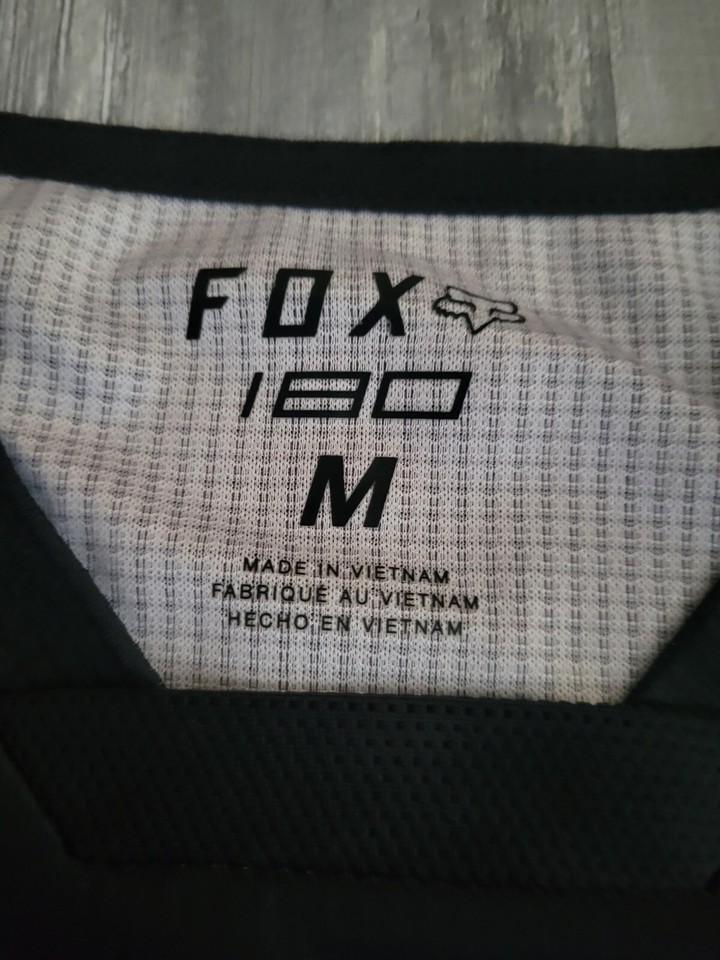 FOX
180
M
MADE IN VIETNAM
FABRIQUÉ AU VIETNAM
HECHO EN VIETNAM